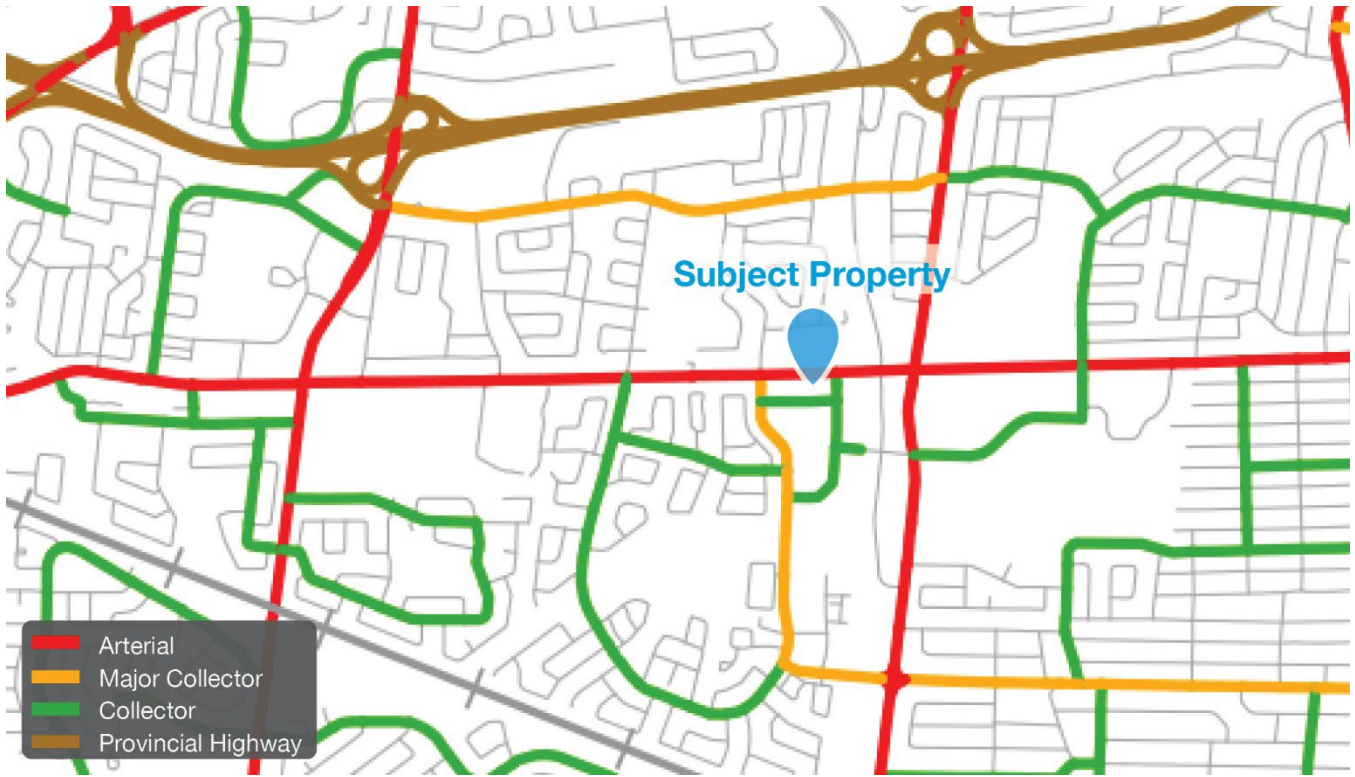 Subject Property
Arterial
Major Collector
Collector
Provincial Highway